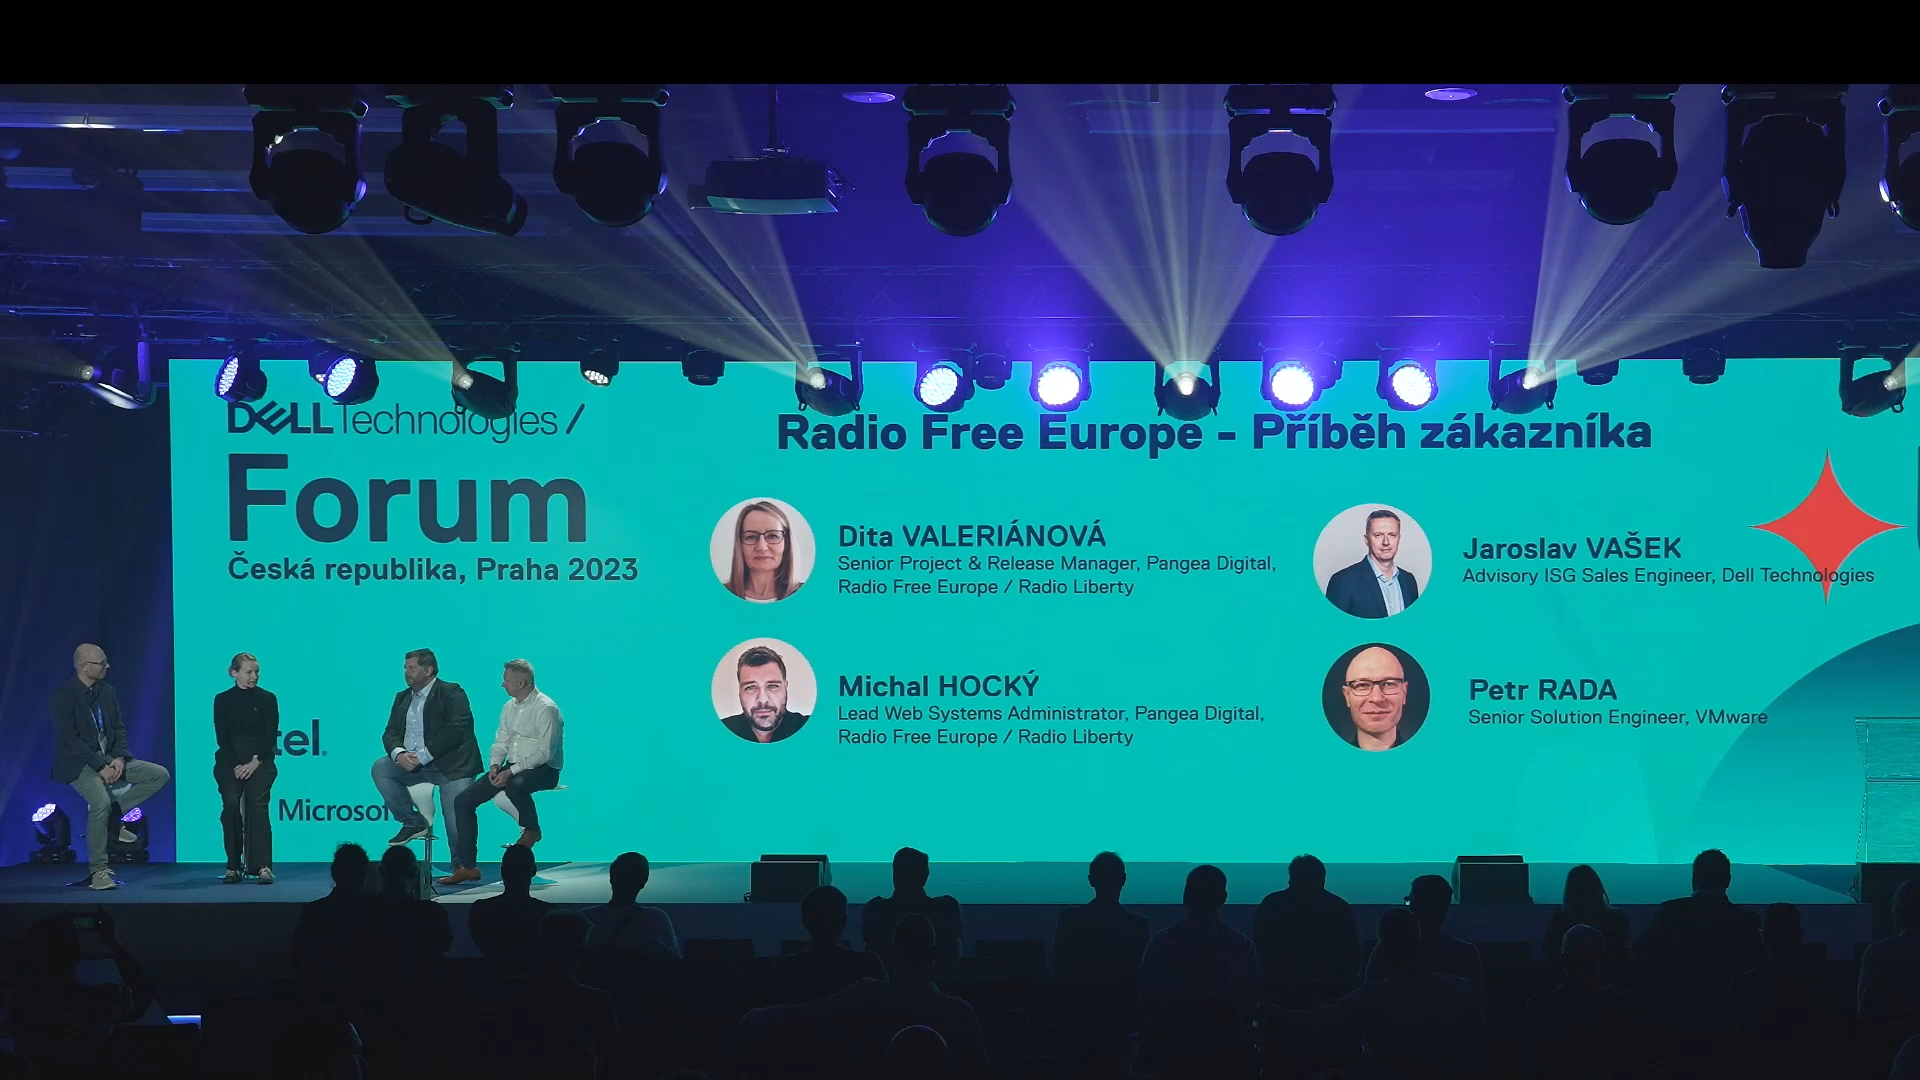 DELL Technologies /
Forum
Česká republika, Praha 2023
Microsof
Radio Free Europe - Příběh zákazníka
Dita VALERIÁNOVÁ
Senior Project & Release Manager, Pangea Digital,
Radio Free Europe / Radio Liberty
Michal HOCKÝ
Lead Web Systems Administrator, Pangea Digital,
Radio Free Europe / Radio Liberty
Jaroslav VAŠEK
Advisory ISG Sales Engineer, Dell Technologies
Petr RADA
Senior Solution Engineer, VMware